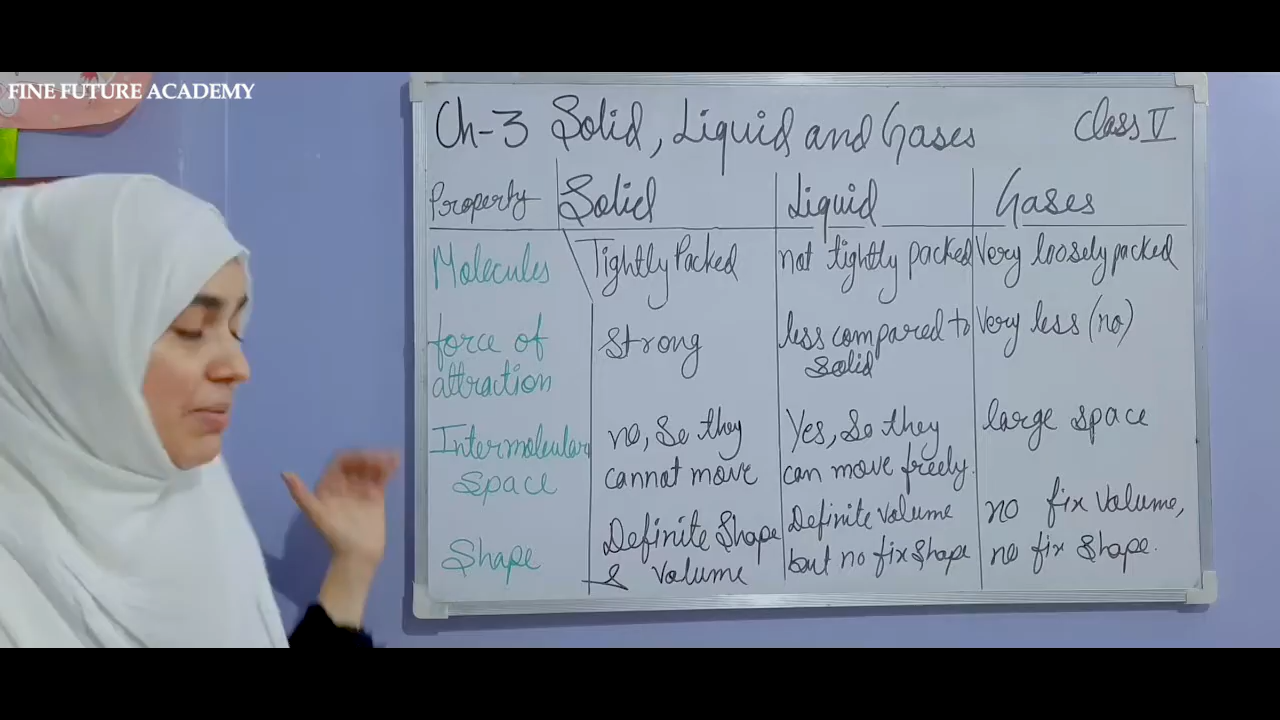 FINE FUTURE ACADEMY
Ch-3 Solid, Liquid and Gases
Class V
Property
Solid
Liquid
Gases
Molecules
Tightly Packed
not tightly packed
Very loosely packed
force of
attraction
Strong
less compared to
solid
Very less (no)
Intermolecular
Space
no, So they
cannot move
Yes, So they
can move freely.
large space
Shape
Definite Shape
& volume
Definite volume
but no fix Shape
no fix volume,
no fix shape.